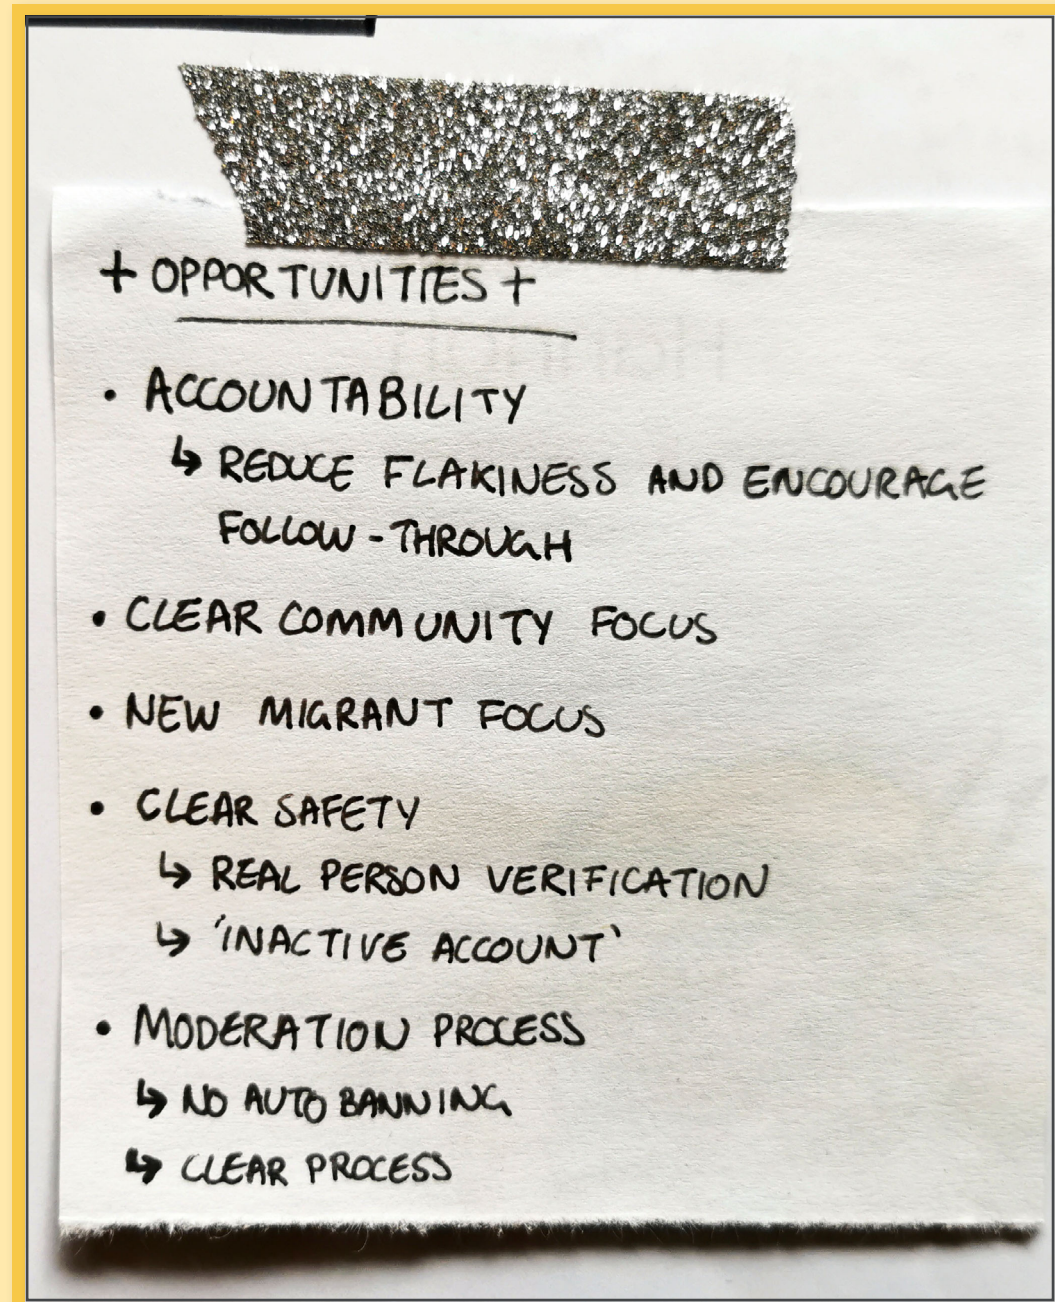 + OPPORTUNITIES +
• ACCOUNTABILITY
↳ REDUCE FLAKINESS AND ENCOURAGE
FOLLOW-THROUGH
• CLEAR COMMUNITY FOCUS
• NEW MIGRANT FOCUS
• CLEAR SAFETY
↳ REAL PERSON VERIFICATION
↳ 'INACTIVE ACCOUNT'
• MODERATION PROCESS
↳ NO AUTO BANNING
↳ CLEAR PROCESS